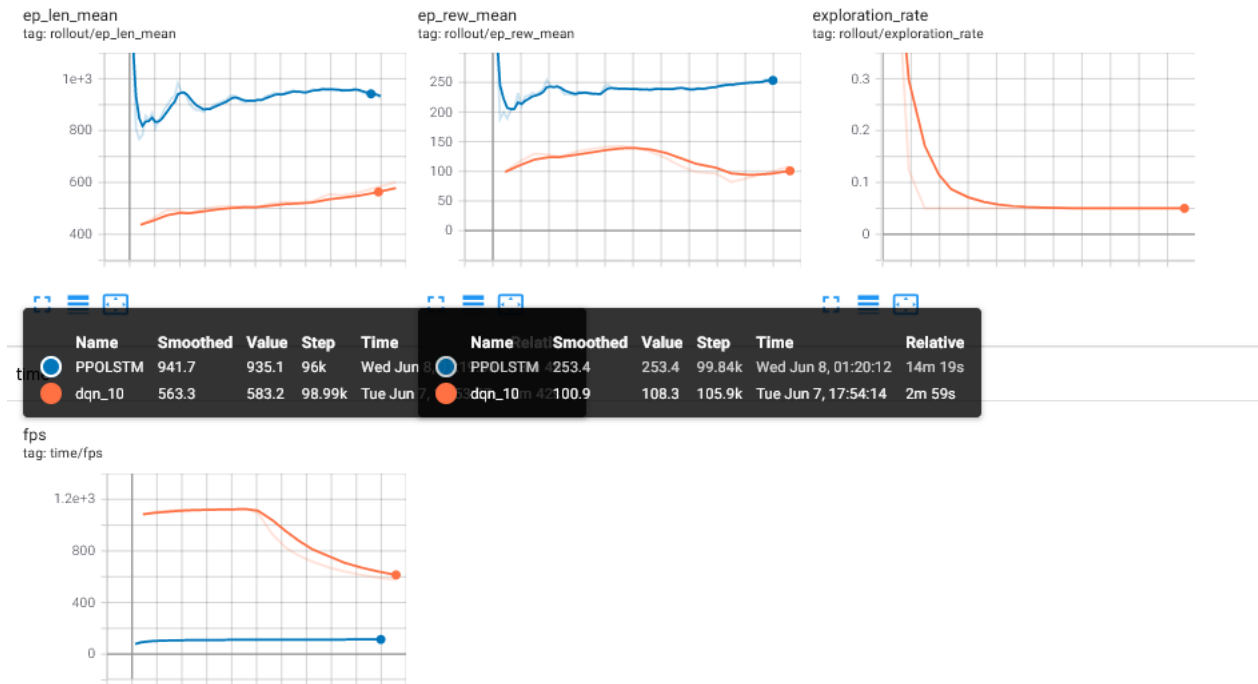 ep_len_mean
tag: rollout/ep_len_mean
1e+3
800
600
400
ep_rew_mean
tag: rollout/ep_rew_mean
250
200
150
100
50
0
exploration_rate
tag: rollout/exploration_rate
0.3
0.2
0.1
0
Name Smoothed Value Step Time
PPOLSTM 941.7 935.1 96k Wed Jun
dqn_10 563.3 583.2 98.99k Tue Jun
Name Smoothed Value Step Time Relative
PPOLSTM 253.4 253.4 99.84k Wed Jun 8, 01:20:12 14m 19s
dqn_10 100.9 108.3 105.9k Tue Jun 7, 17:54:14 2m 59s
fps
tag: time/fps
1.2e+3
800
400
0